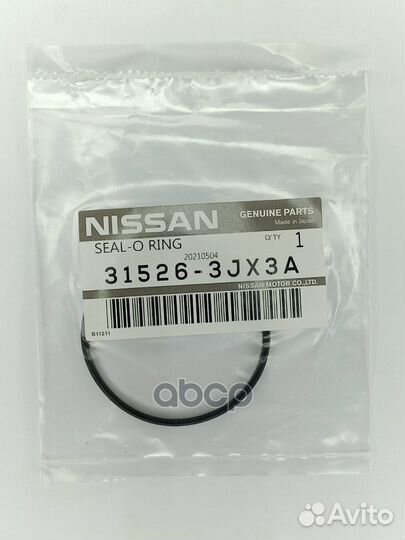 NISSAN
GENUINE PARTS
Made in Japan
SEAL-O RING
Q'TY 1
20210504
31526-3JX3A
NISSAN MOTOR CO.,LTD.
B11211
abcp
Avito